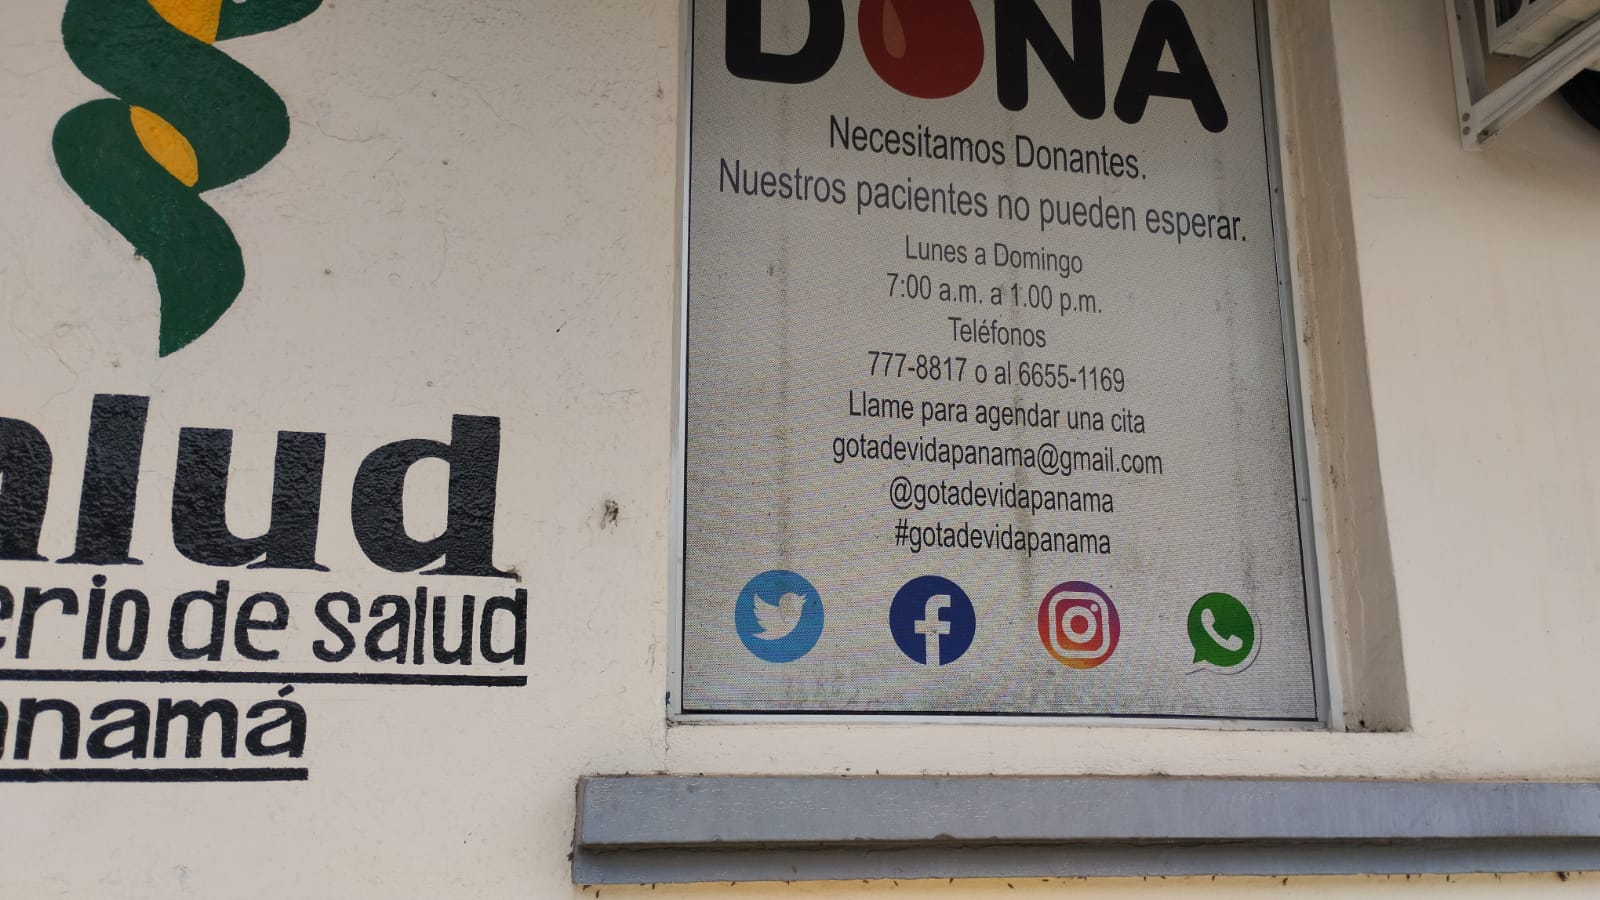 DONA
Necesitamos Donantes.
Nuestros pacientes no pueden esperar.
Lunes a Domingo
7:00 a.m. a 1.00 p.m.
Teléfonos
777-8817 o al 6655-1169
Llame para agendar una cita
gotadevidapanama@gmail.com
@gotadevidapanama
#gotadevidapanama
alud
erio de salud
anamá